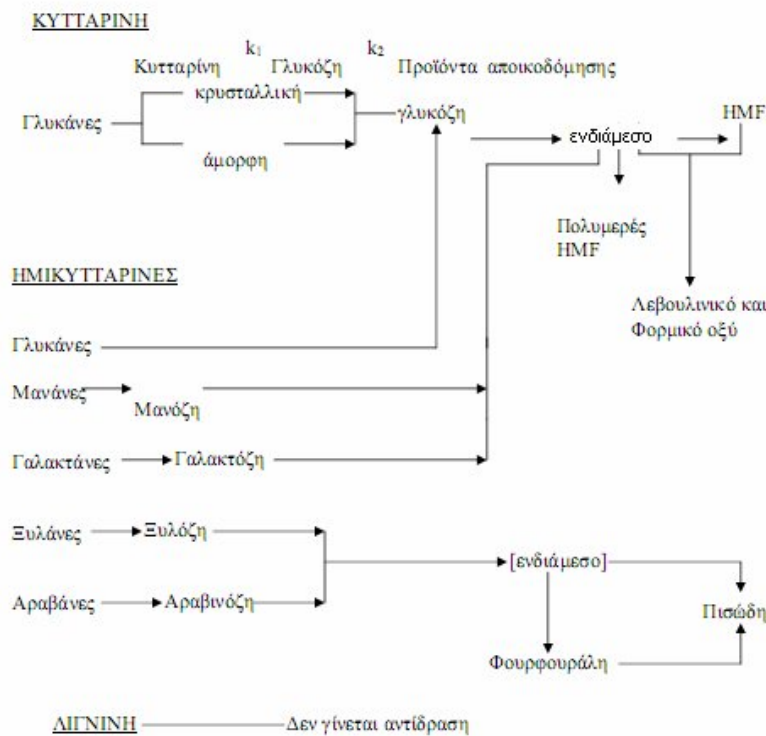 ΚΥΤΤΑΡΙΝΗ
k₁ k₂
Κυτταρίνη Γλυκόζη Προϊόντα αποικοδόμησης
κρυσταλλική
Γλυκάνες
γλυκόζη
HMF
ενδιάμεσο
άμορφη
Πολυμερές
HMF
ΗΜΙΚΥΤΤΑΡΙΝΕΣ
Λεβουλινικό και
Φορμικό οξύ
Γλυκάνες
Μανάνες
Μανόζη
Γαλακτάνες Γαλακτόζη
Ξυλάνες Ξυλόζη
[ενδιάμεσο]
Αραβάνες Αραβινόζη
Πισώδη
Φουρφουράλη
ΛΙΓΝΙΝΗ Δεν γίνεται αντίδραση